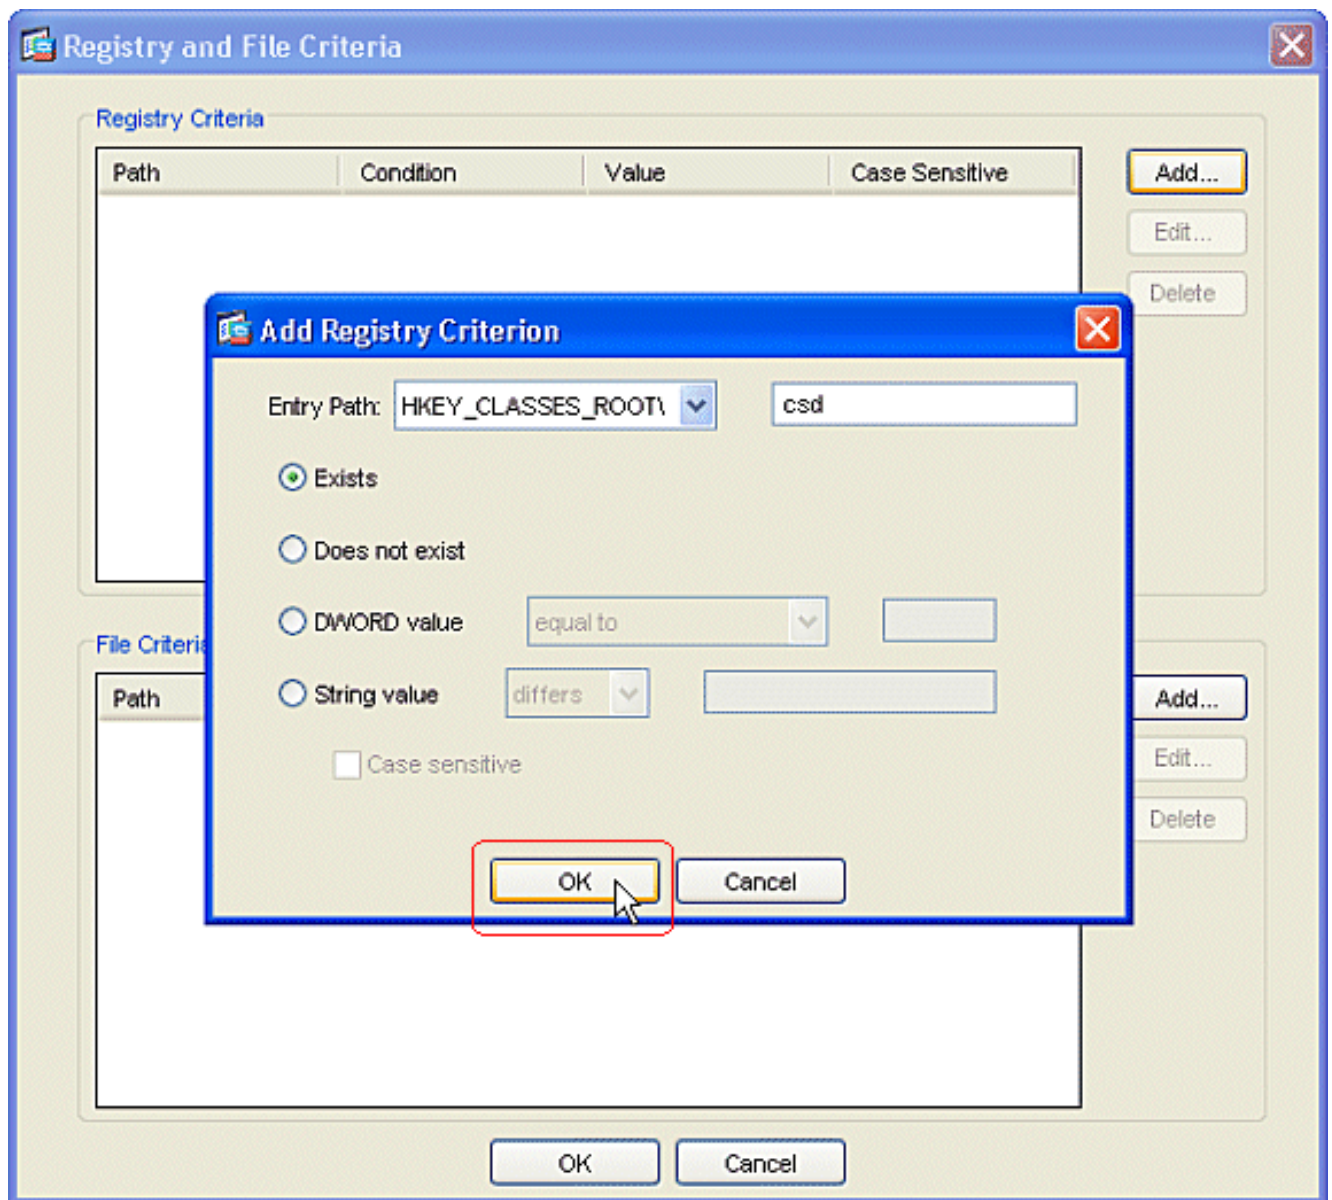 Registry and File Criteria
Registry Criteria
Path Condition Value Case Sensitive
Add...
Edit...
Delete
Add Registry Criterion
Entry Path: HKEY_CLASSES_ROOT\ csd
Exists
Does not exist
DWORD value equal to
String value differs
Case sensitive
OK Cancel
File Criteria
Path
Add...
Edit...
Delete
OK Cancel